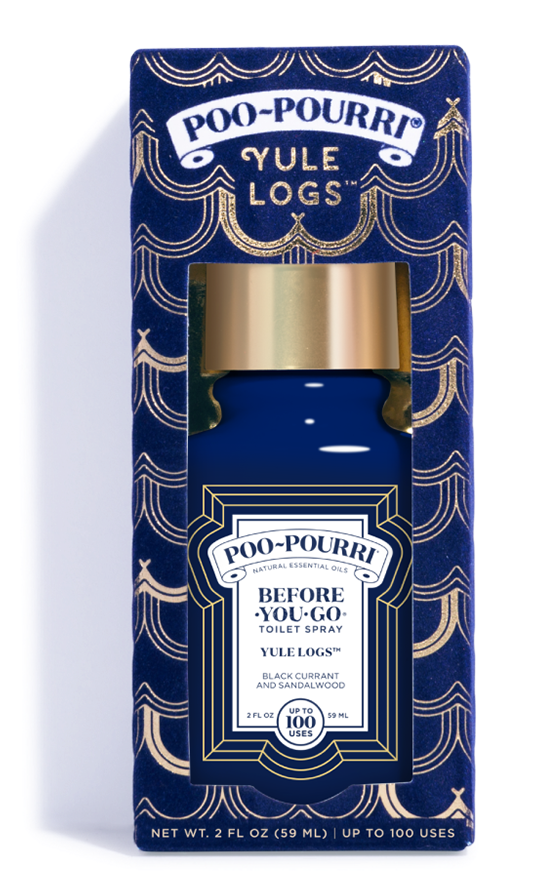 POO~POURRI®
YULE
LOGS™
POO~POURRI
NATURAL ESSENTIAL OILS
BEFORE
·YOU·GO®
TOILET SPRAY
YULE LOGS™
BLACK CURRANT
AND SANDALWOOD
2 FL OZ UP TO 100 USES 59 ML
NET WT. 2 FL OZ (59 ML) | UP TO 100 USES